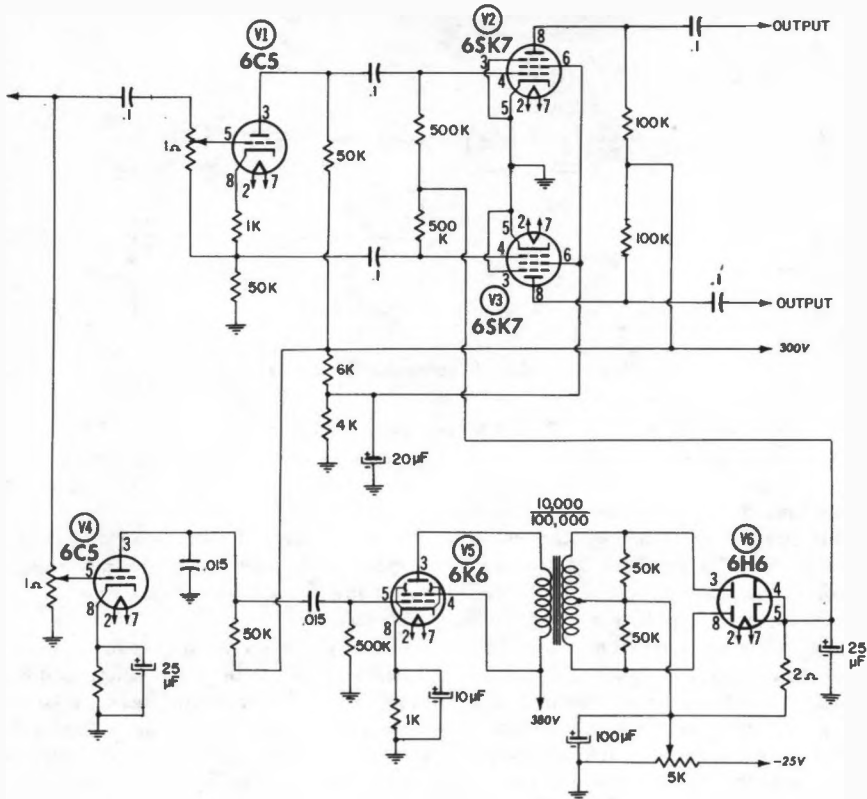 V1
6C5
V2
6SK7
8
.1
OUTPUT
3
6
4
5
2
7
.1
3
.1
5
1Ω
8
2
7
50K
500K
100K
1K
500
K
2
7
5
100K
4
6
3
.1
50K
8
.1
OUTPUT
V3
6SK7
300V
6K
4K
20µF
10,000
100,000
V4
6C5
3
V5
6K6
V6
6H6
3
.015
50K
3
4
5
1Ω
5
4
8
5
8
2
7
.015
8
2
7
2
7
50K
500K
50K
25
µF
2Ω
25
µF
10µF
1K
380V
100µF
5K
-25V